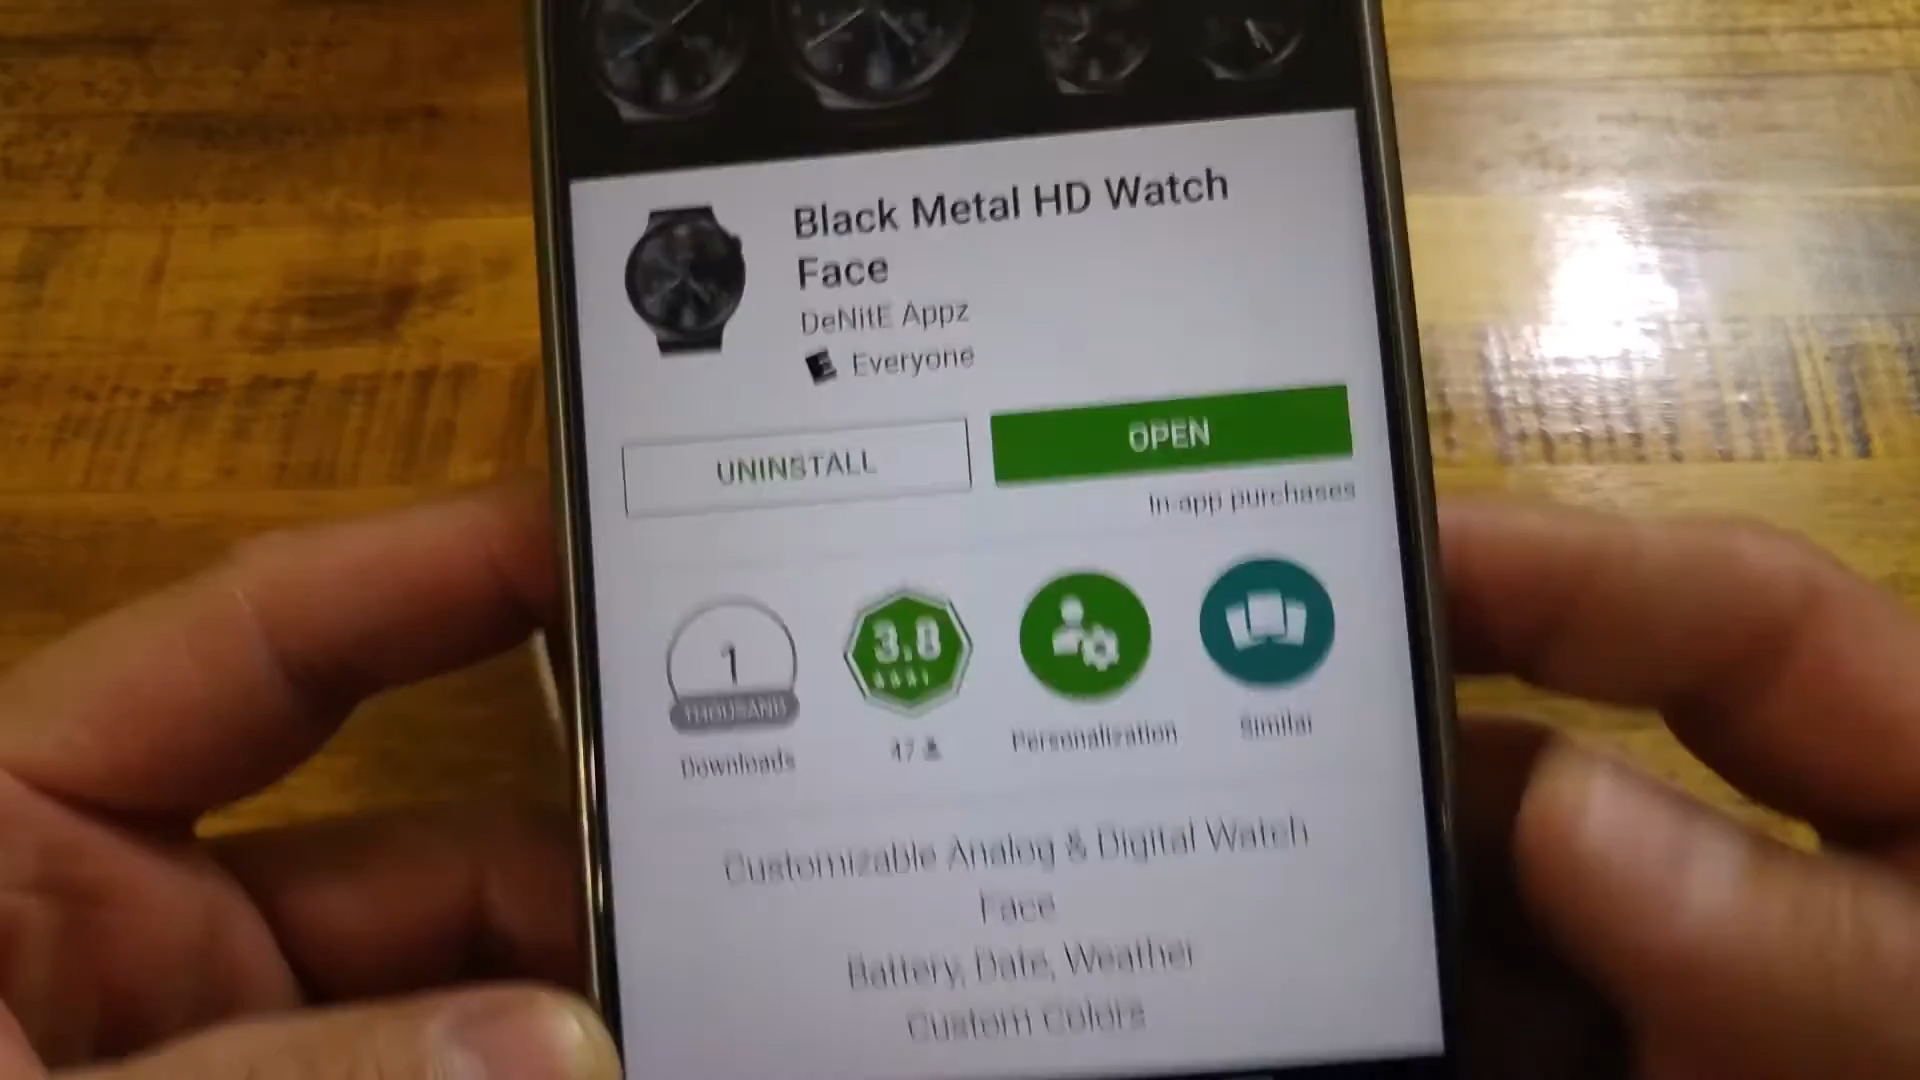 Black Metal HD Watch
Face
DeNitE Appz
E Everyone
UNINSTALL
OPEN
In-app purchases
1
THOUSAND
Downloads
3.8
47
Personalization
Similar
Customizable Analog & Digital Watch
Face
Battery, Date, Weather
Custom Colors